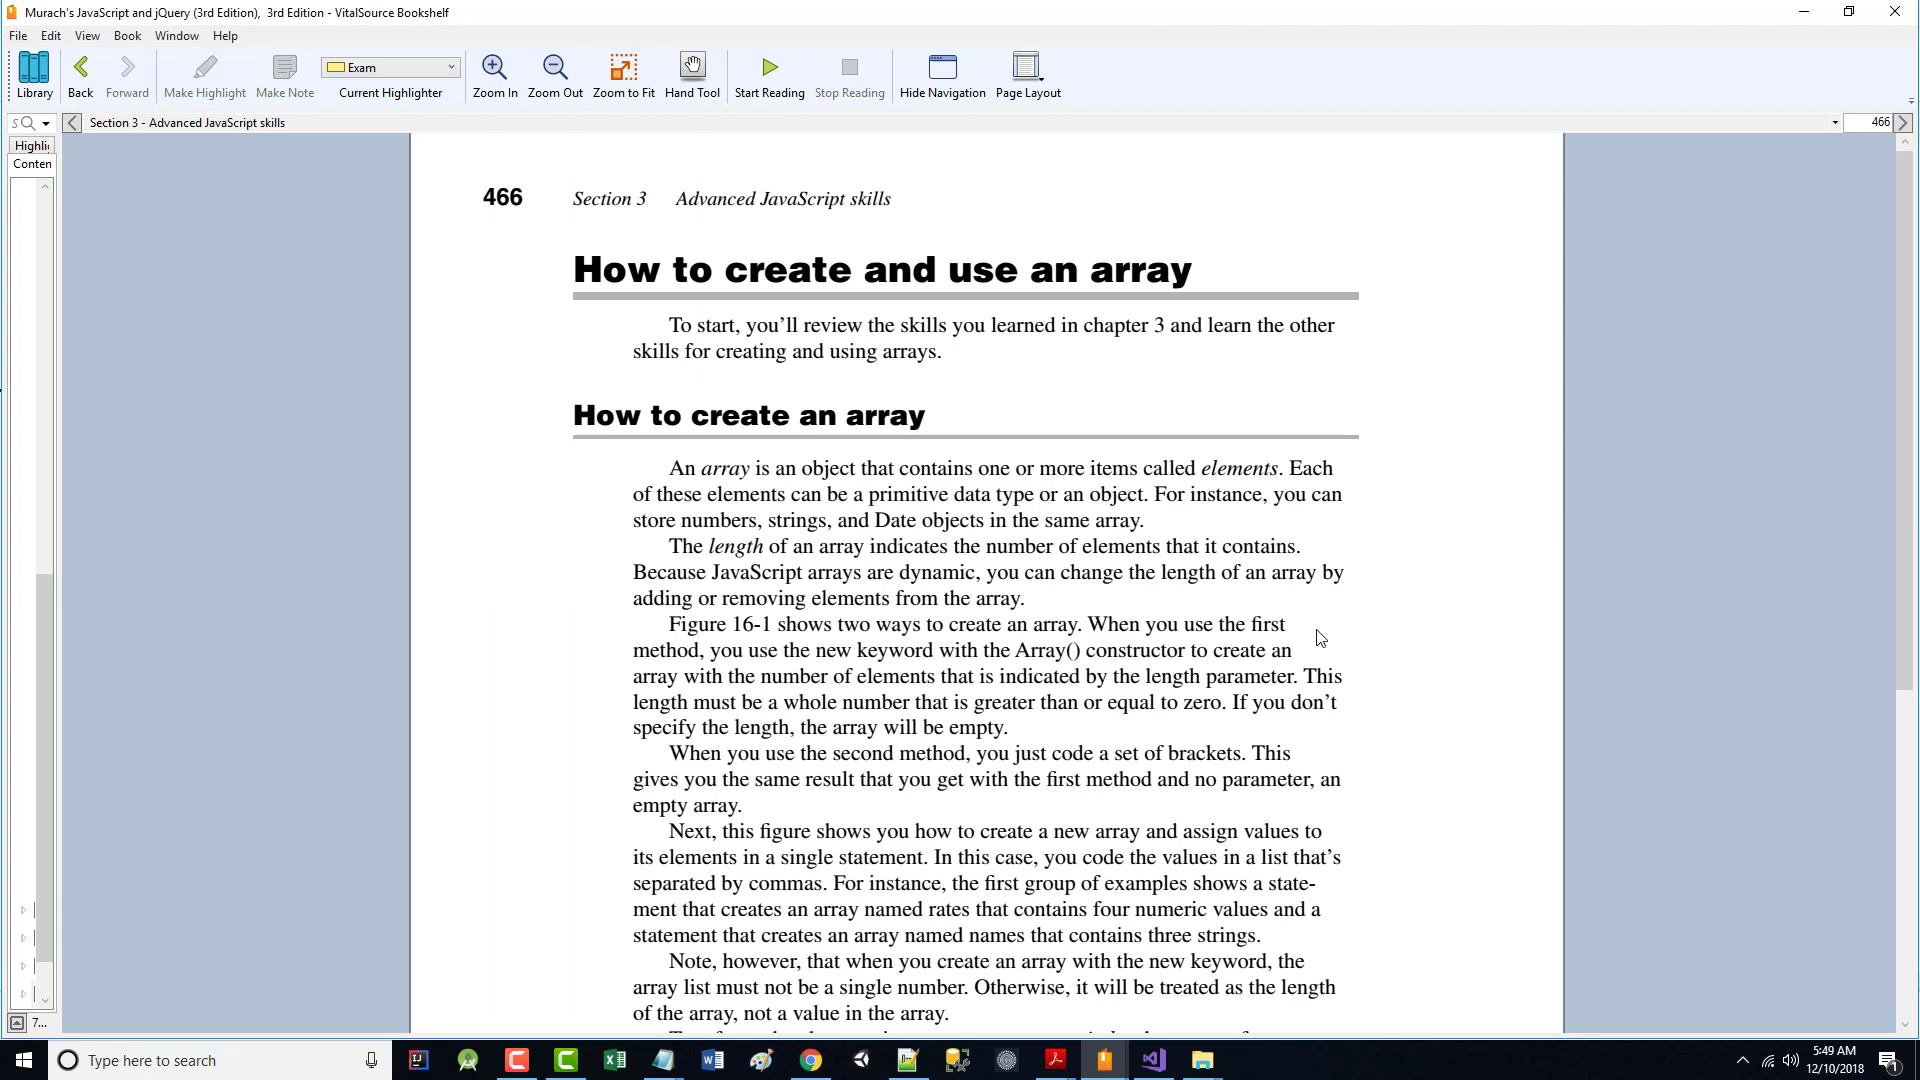 Murach's JavaScript and jQuery (3rd Edition),  3rd Edition - VitalSource Bookshelf
File Edit View Book Window Help
Library Back Forward Make Highlight Make Note Exam Current Highlighter Zoom In Zoom Out Zoom to Fit Hand Tool Start Reading Stop Reading Hide Navigation Page Layout
Section 3 - Advanced JavaScript skills 466
Highli
Conten
466 Section 3 Advanced JavaScript skills
How to create and use an array
To start, you'll review the skills you learned in chapter 3 and learn the other
skills for creating and using arrays.
How to create an array
An array is an object that contains one or more items called elements. Each
of these elements can be a primitive data type or an object. For instance, you can
store numbers, strings, and Date objects in the same array.
The length of an array indicates the number of elements that it contains.
Because JavaScript arrays are dynamic, you can change the length of an array by
adding or removing elements from the array.
Figure 16-1 shows two ways to create an array. When you use the first
method, you use the new keyword with the Array() constructor to create an
array with the number of elements that is indicated by the length parameter. This
length must be a whole number that is greater than or equal to zero. If you don't
specify the length, the array will be empty.
When you use the second method, you just code a set of brackets. This
gives you the same result that you get with the first method and no parameter, an
empty array.
Next, this figure shows you how to create a new array and assign values to
its elements in a single statement. In this case, you code the values in a list that's
separated by commas. For instance, the first group of examples shows a state-
ment that creates an array named rates that contains four numeric values and a
statement that creates an array named names that contains three strings.
Note, however, that when you create an array with the new keyword, the
array list must not be a single number. Otherwise, it will be treated as the length
of the array, not a value in the array.
7...
Type here to search
5:49 AM
12/10/2018